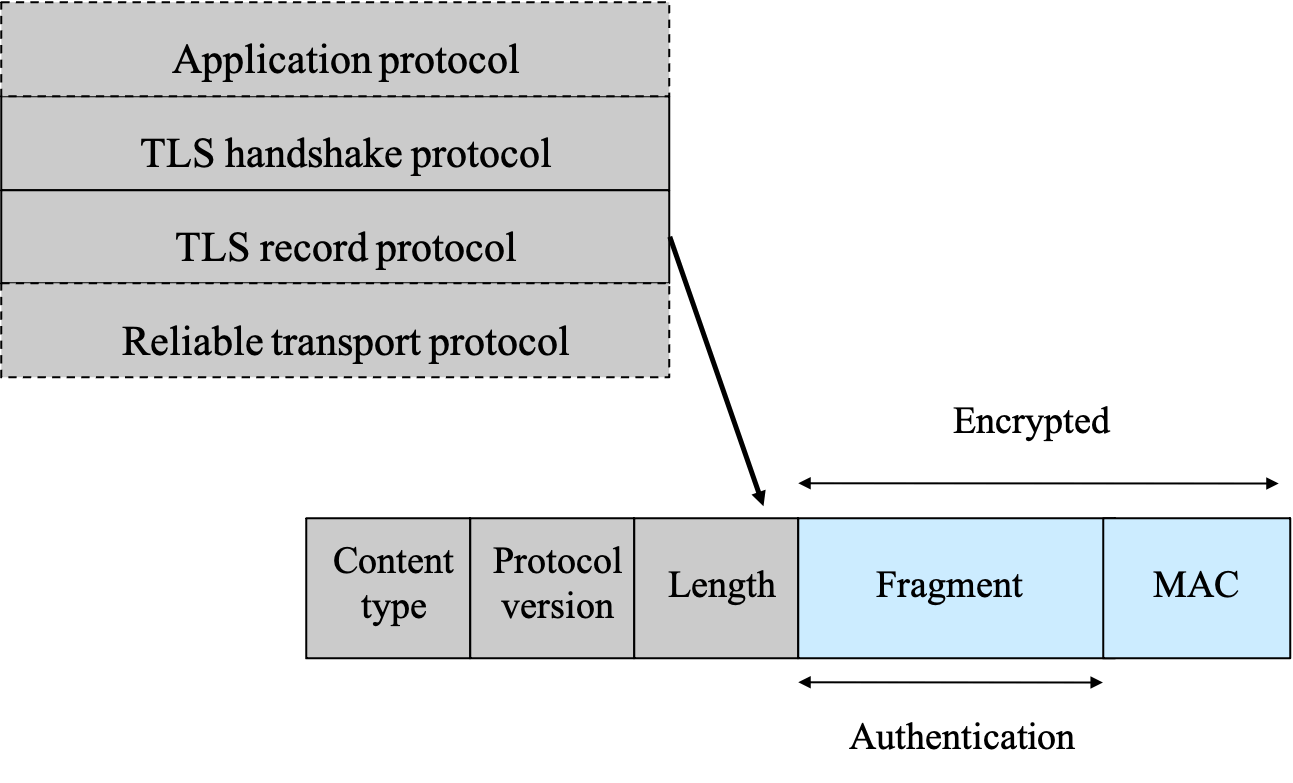 Application protocol
TLS handshake protocol
TLS record protocol
Reliable transport protocol
Encrypted
Content
type
Protocol
version
Length
Fragment
MAC
Authentication